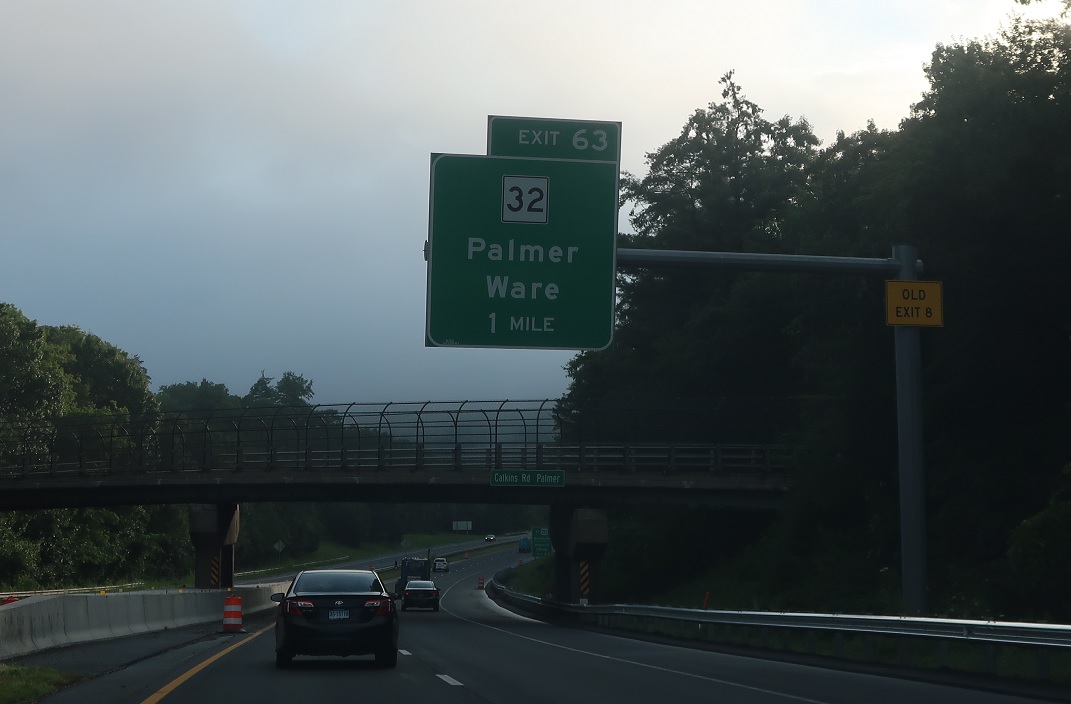 EXIT 63
32
Palmer
Ware
1 MILE
OLD
EXIT 8
Calkins Rd Palmer